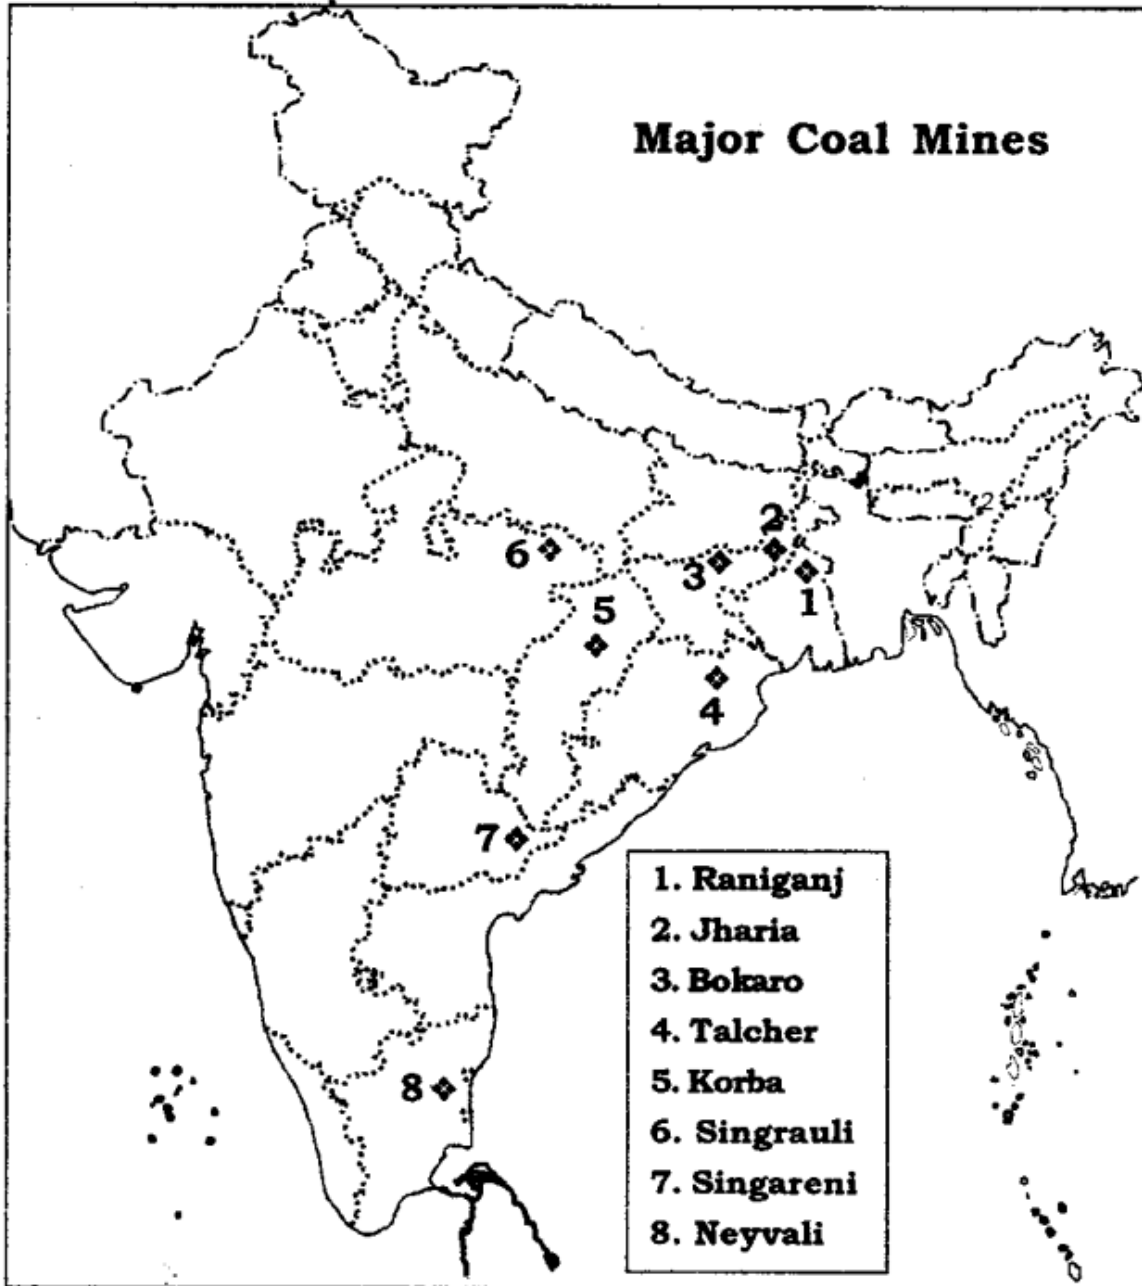 Major Coal Mines
2
2
6
3
1
5
4
7
8
1. Raniganj
2. Jharia
3. Bokaro
4. Talcher
5. Korba
6. Singrauli
7. Singareni
8. Neyvali